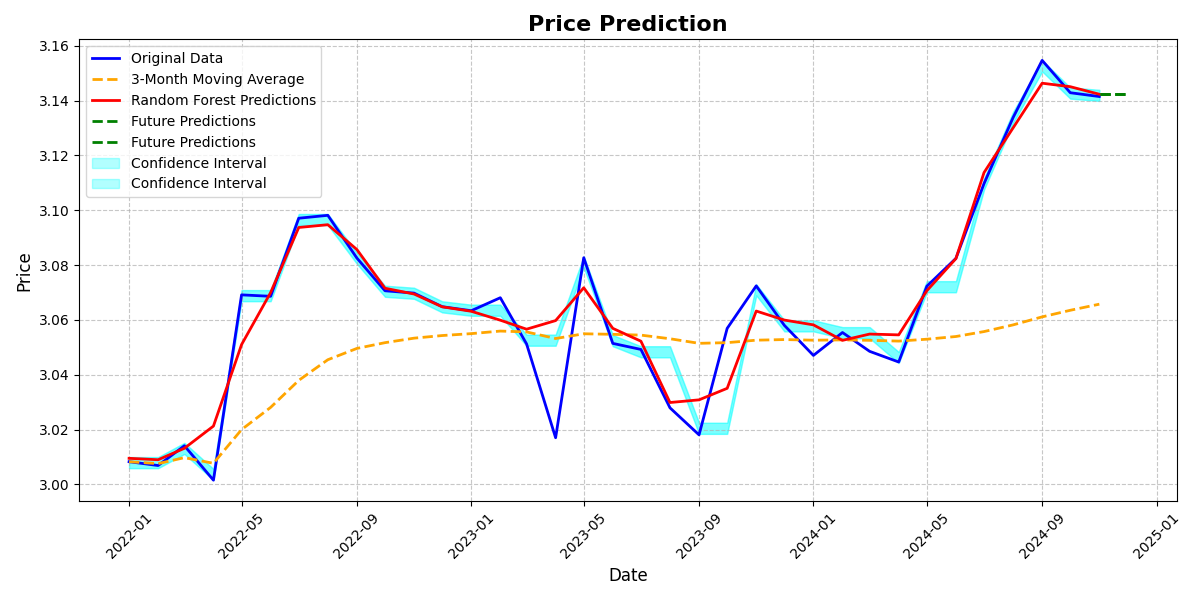 Price Prediction
Original Data
3-Month Moving Average
Random Forest Predictions
Future Predictions
Future Predictions
Confidence Interval
Confidence Interval
3.16
3.14
3.12
3.10
3.08
3.06
3.04
3.02
3.00
Price
2022-01
2022-05
2022-09
2023-01
2023-05
2023-09
2024-01
2024-05
2024-09
2025-01
Date